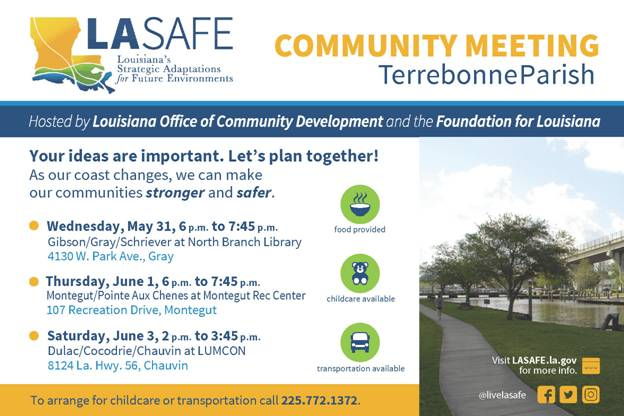 LA SAFE
Louisiana's
Strategic Adaptations
for Future Environments
COMMUNITY MEETING
TerrebonneParish
Hosted by Louisiana Office of Community Development and the Foundation for Louisiana
Your ideas are important. Let's plan together!
As our coast changes, we can make
our communities stronger and safer.
Wednesday, May 31, 6 p.m. to 7:45 p.m.
Gibson/Gray/Schriever at North Branch Library
4130 W. Park Ave., Gray
Thursday, June 1, 6 p.m. to 7:45 p.m.
Montegut/Pointe Aux Chenes at Montegut Rec Center
107 Recreation Drive, Montegut
Saturday, June 3, 2 p.m. to 3:45 p.m.
Dulac/Cocodrie/Chauvin at LUMCON
8124 La. Hwy. 56, Chauvin
food provided
childcare available
transportation available
Visit LASAFE.la.gov
for more info.
@livelasafe
To arrange for childcare or transportation call 225.772.1372.